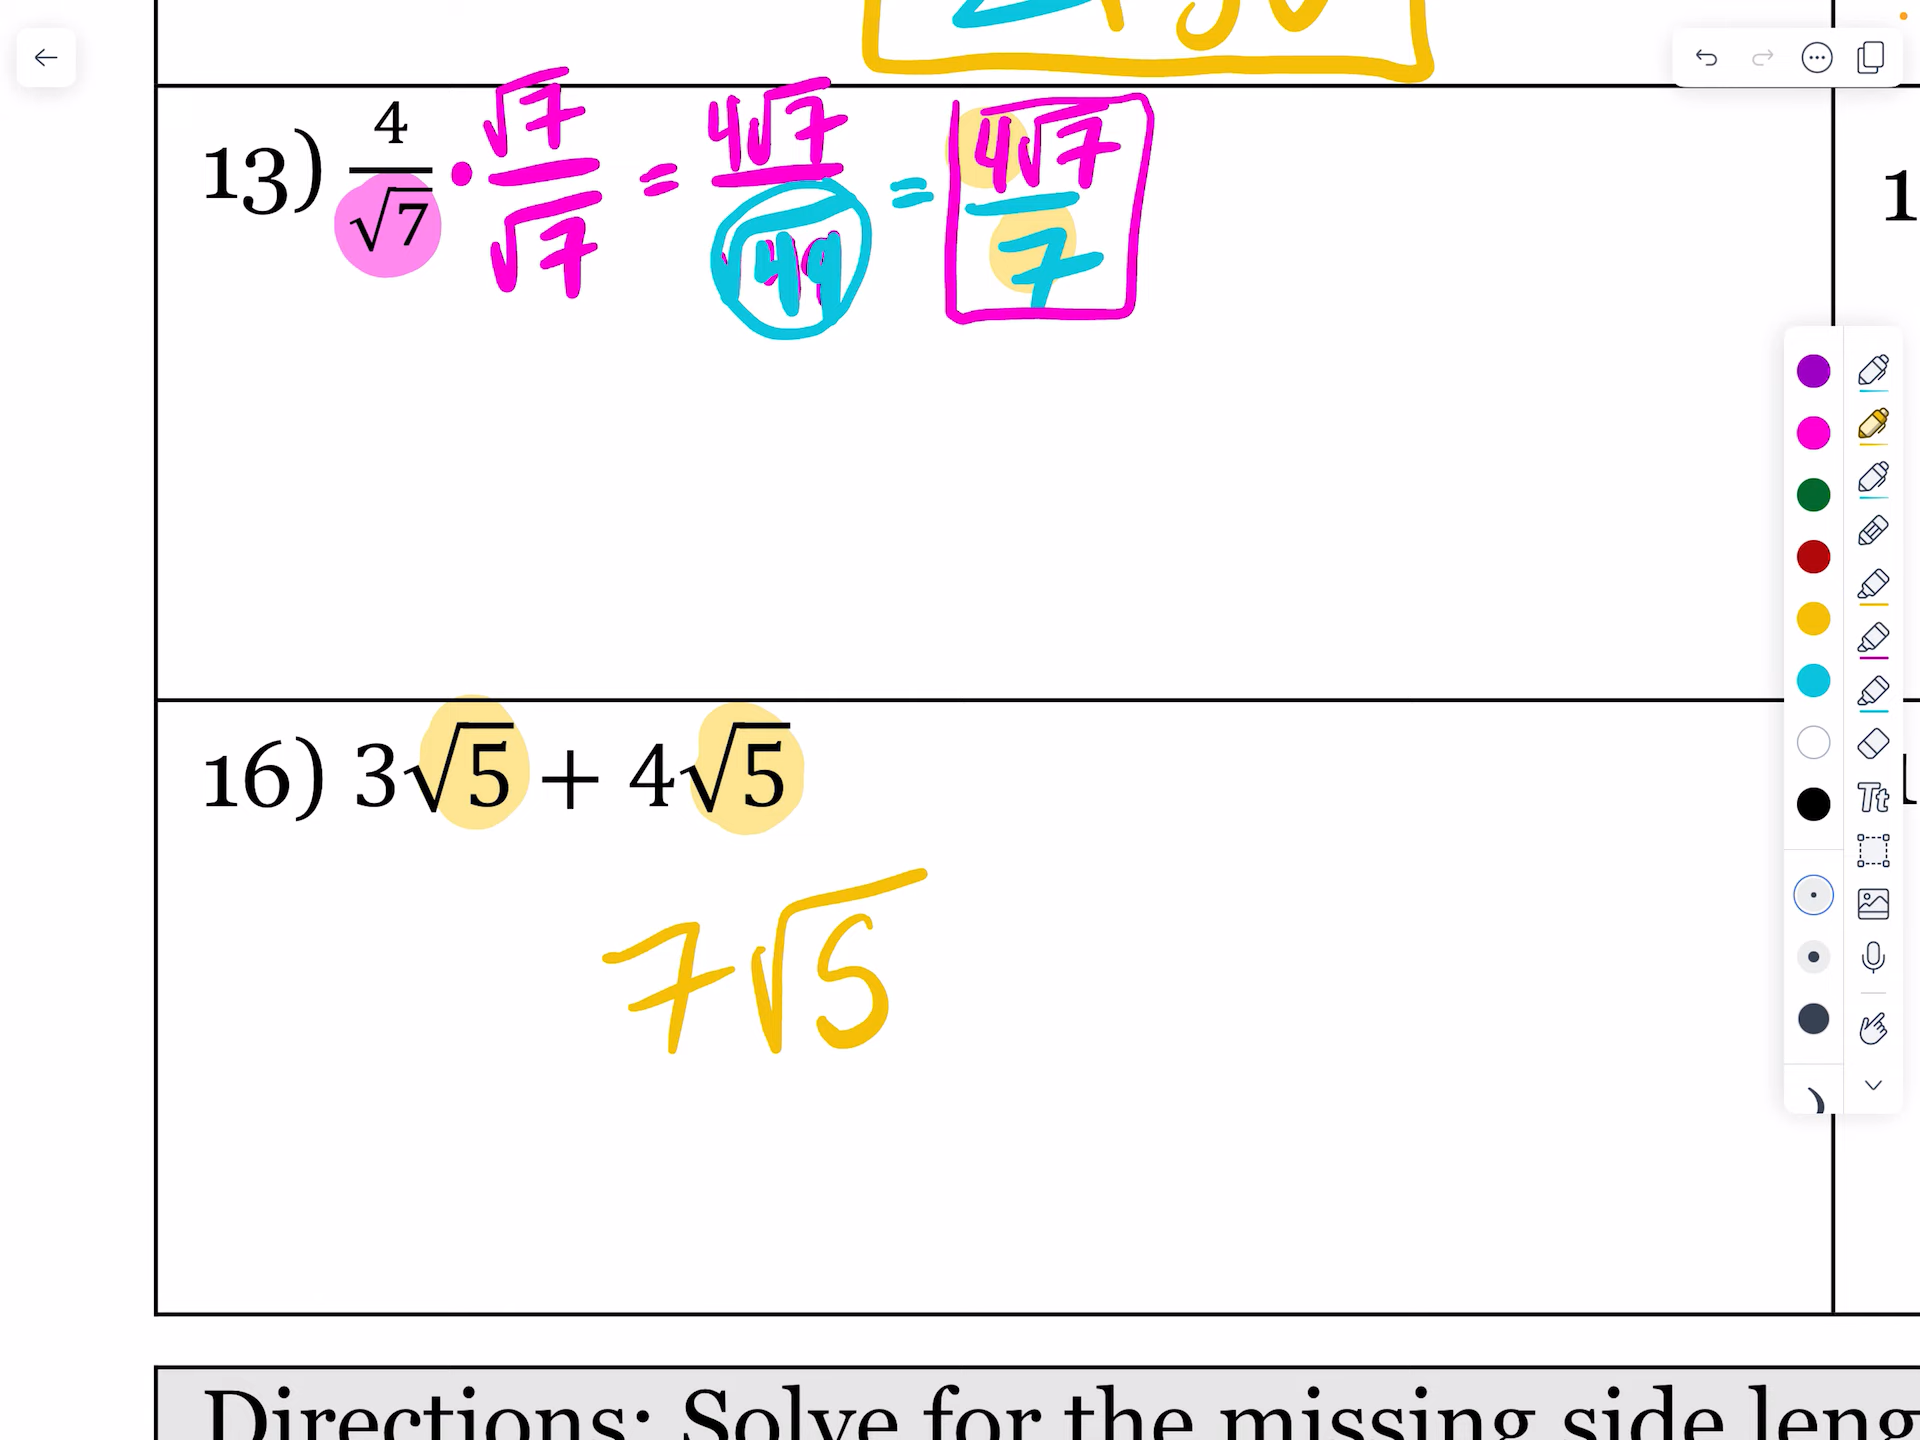 13) 4/√7 · √7/√7 = 4√7/√49 = 4√7/7
16) 3√5 + 4√5
7√5
Directions: Solve for the missing side leng
Tt